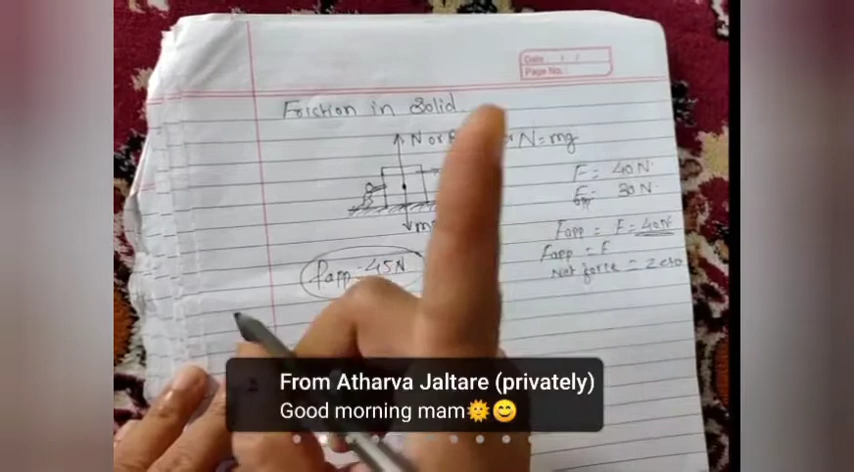 Date : / /
Page No. :
Friction in Solid.
N or N=mg
F = 40N.
Fapp = 30N.
Fapp = F = 40N
Fapp = F
Net force = Zero
fapp = 45N
From Atharva Jaltare (privately)
Good morning mam🌞😊